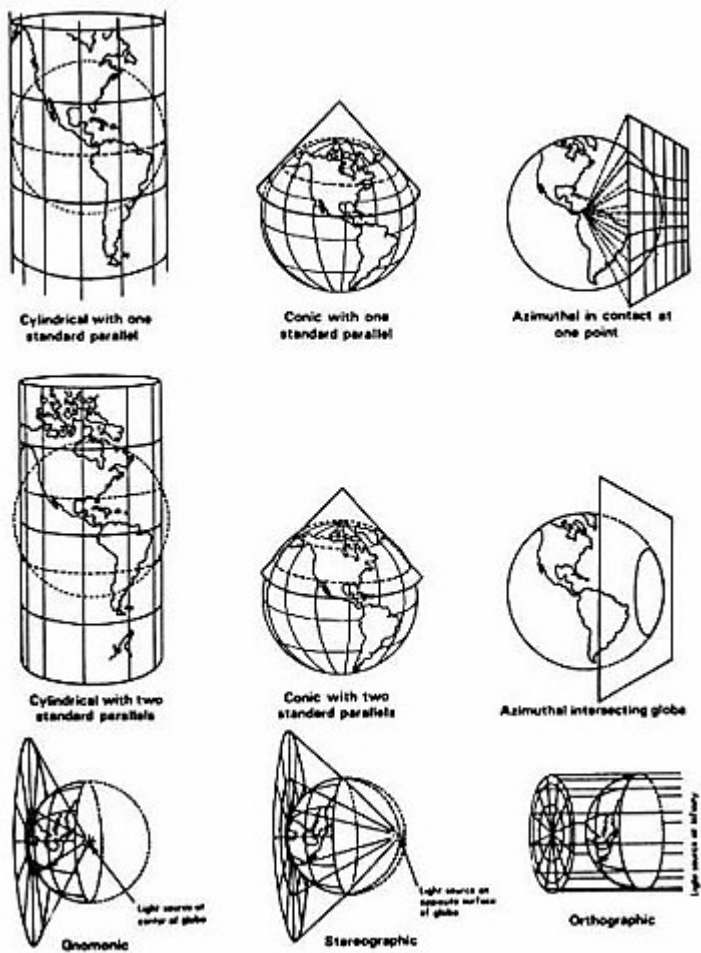 Cylindrical with one
standard parallel
Conic with one
standard parallel
Azimuthal in contact at
one point
Cylindrical with two
standard parallels
Conic with two
standard parallels
Azimuthal intersecting globe
Light source at
center of globe
Gnomonic
Light source on
opposite surface
of globe
Stereographic
Light source at infinity
Orthographic